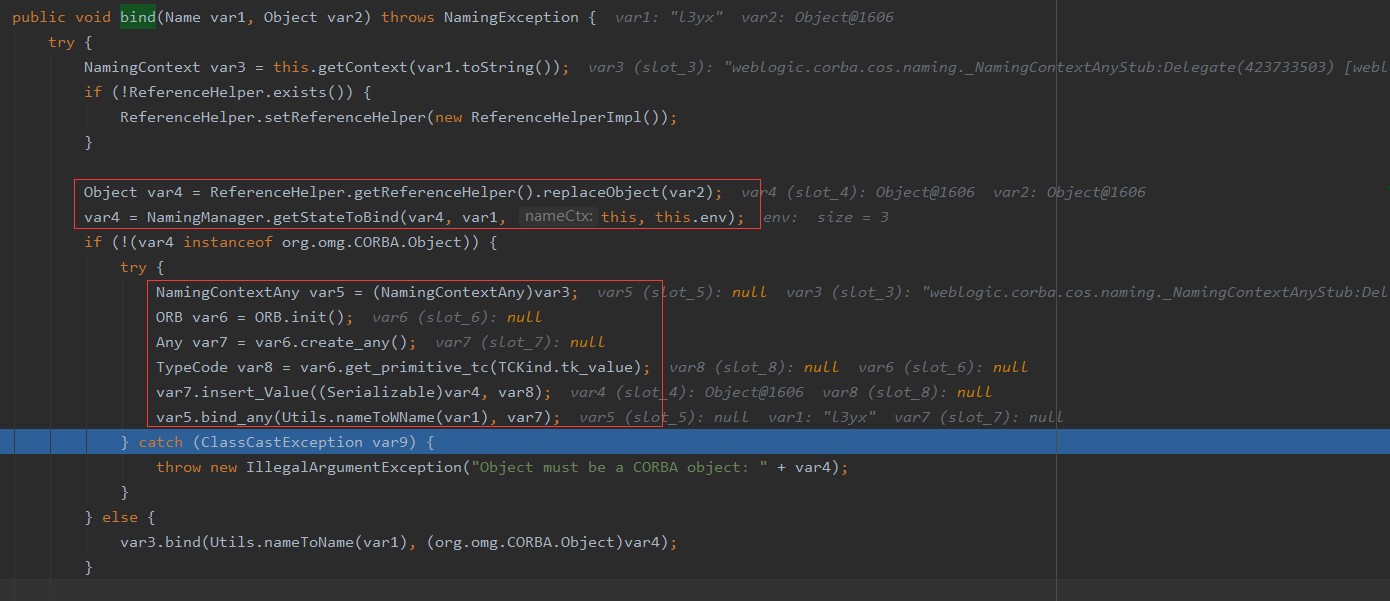 public void bind(Name var1, Object var2) throws NamingException {  var1: "l3yx"  var2: Object@1606
try {
NamingContext var3 = this.getContext(var1.toString());  var3 (slot_3): "weblogic.corba.cos.naming._NamingContextAnyStub:Delegate(423733503) [webl
if (!ReferenceHelper.exists()) {
ReferenceHelper.setReferenceHelper(new ReferenceHelperImpl());
}
Object var4 = ReferenceHelper.getReferenceHelper().replaceObject(var2);  var4 (slot_4): Object@1606  var2: Object@1606
var4 = NamingManager.getStateToBind(var4, var1, nameCtx: this, this.env);  env:  size = 3
if (!(var4 instanceof org.omg.CORBA.Object)) {
try {
NamingContextAny var5 = (NamingContextAny)var3;  var5 (slot_5): null  var3 (slot_3): "weblogic.corba.cos.naming._NamingContextAnyStub:Del
ORB var6 = ORB.init();  var6 (slot_6): null
Any var7 = var6.create_any();  var7 (slot_7): null
TypeCode var8 = var6.get_primitive_tc(TCKind.tk_value);  var8 (slot_8): null  var6 (slot_6): null
var7.insert_Value((Serializable)var4, var8);  var4 (slot_4): Object@1606  var8 (slot_8): null
var5.bind_any(Utils.nameToWName(var1), var7);  var5 (slot_5): null  var1: "l3yx"  var7 (slot_7): null
} catch (ClassCastException var9) {
throw new IllegalArgumentException("Object must be a CORBA object: " + var4);
}
} else {
var3.bind(Utils.nameToName(var1), (org.omg.CORBA.Object)var4);
}